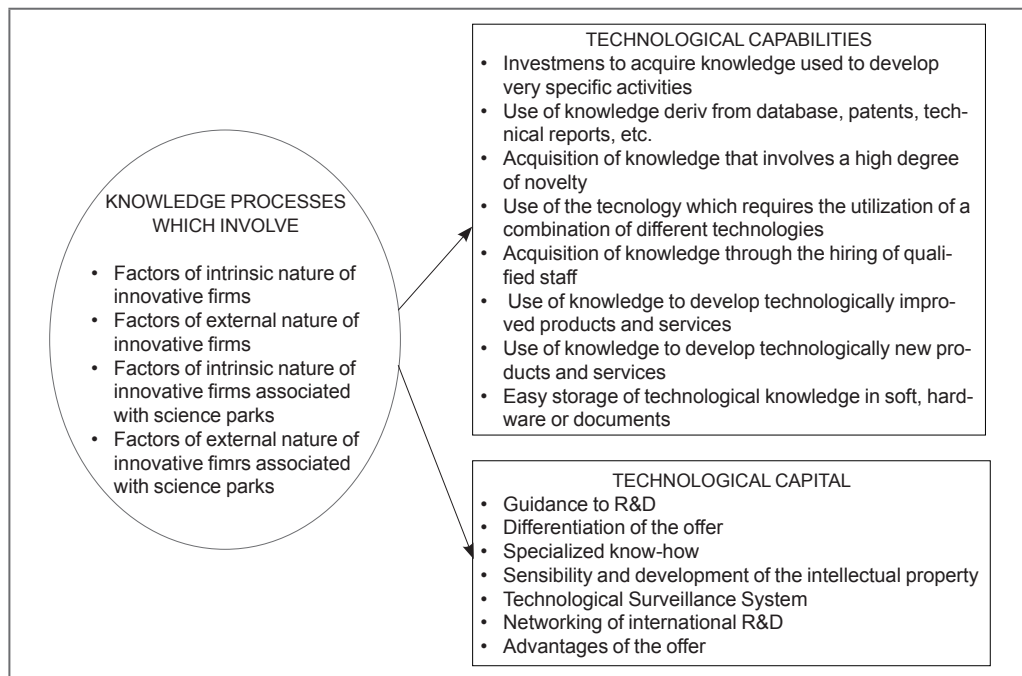 KNOWLEDGE PROCESSES
WHICH INVOLVE
• Factors of intrinsic nature of
innovative firms
• Factors of external nature of
innovative firms
• Factors of intrinsic nature of
innovative firms associated
with science parks
• Factors of external nature of
innovative fimrs associated
with science parks
TECHNOLOGICAL CAPABILITIES
• Investmens to acquire knowledge used to develop
very specific activities
• Use of knowledge deriv from database, patents, tech-
nical reports, etc.
• Acquisition of knowledge that involves a high degree
of novelty
• Use of the tecnology which requires the utilization of a
combination of different technologies
• Acquisition of knowledge through the hiring of quali-
fied staff
• Use of knowledge to develop technologically impro-
ved products and services
• Use of knowledge to develop technologically new pro-
ducts and services
• Easy storage of technological knowledge in soft, hard-
ware or documents
TECHNOLOGICAL CAPITAL
• Guidance to R&D
• Differentiation of the offer
• Specialized know-how
• Sensibility and development of the intellectual property
• Technological Surveillance System
• Networking of international R&D
• Advantages of the offer